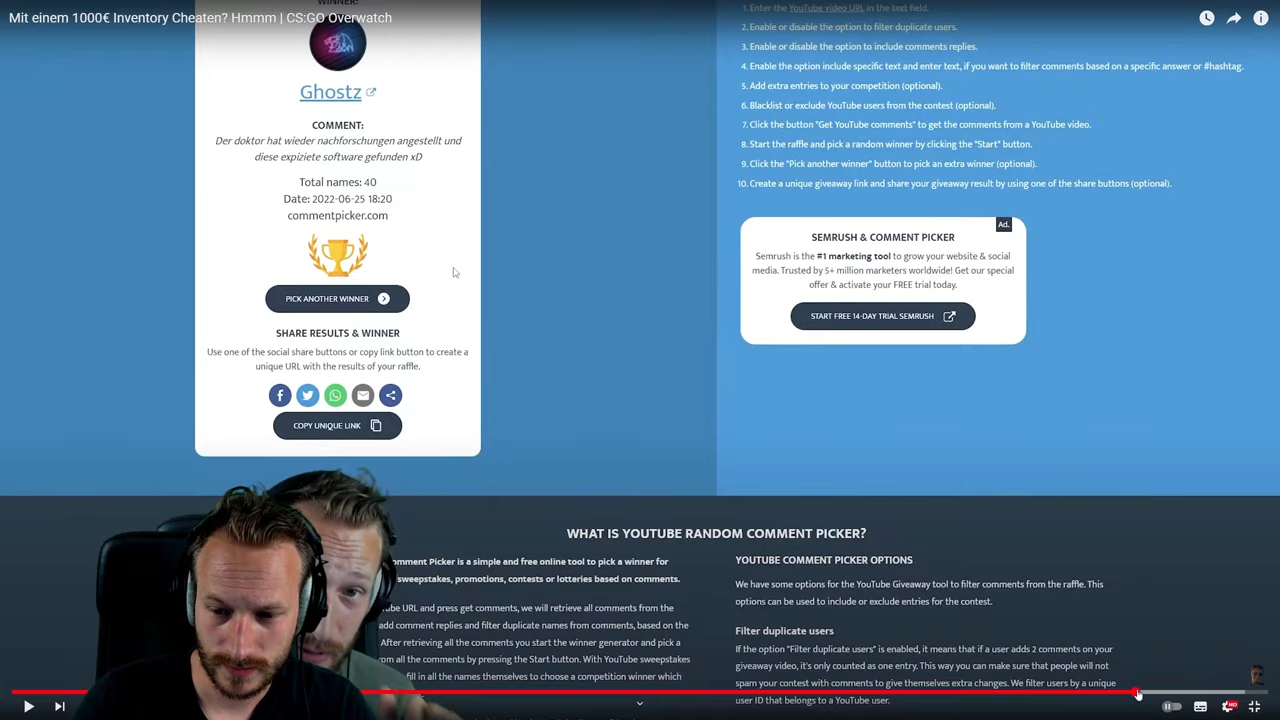 Mit einem 1000€ Inventory Cheaten? Hmmm | CS:GO Overwatch
WINNER:
Ghostz
COMMENT:
Der doktor hat wieder nachforschungen angestellt und
diese expiziete software gefunden xD
Total names: 40
Date: 2022-06-25 18:20
commentpicker.com
PICK ANOTHER WINNER
SHARE RESULTS & WINNER
Use one of the social share buttons or copy link button to create a
unique URL with the results of your raffle.
COPY UNIQUE LINK
1. Enter the YouTube video URL in the text field.
2. Enable or disable the option to filter duplicate users.
3. Enable or disable the option to include comments replies.
4. Enable the option include specific text and enter text, if you want to filter comments based on a specific answer or #hashtag.
5. Add extra entries to your competition (optional).
6. Blacklist or exclude YouTube users from the contest (optional).
7. Click the button "Get YouTube comments" to get the comments from a YouTube video.
8. Start the raffle and pick a random winner by clicking the "Start" button.
9. Click the "Pick another winner" button to pick an extra winner (optional).
10. Create a unique giveaway link and share your giveaway result by using one of the share buttons (optional).
Ad.
SEMRUSH & COMMENT PICKER
Semrush is the #1 marketing tool to grow your website & social
media. Trusted by 5+ million marketers worldwide! Get our special
offer & activate your FREE trial today.
START FREE 14-DAY TRIAL SEMRUSH
WHAT IS YOUTUBE RANDOM COMMENT PICKER?
omment Picker is a simple and free online tool to pick a winner for
sweepstakes, promotions, contests or lotteries based on comments.
ube URL and press get comments, we will retrieve all comments from the
add comment replies and filter duplicate names from comments, based on the
After retrieving all the comments you start the winner generator and pick a
rom all the comments by pressing the Start button. With YouTube sweepstakes
fill in all the names themselves to choose a competition winner which
YOUTUBE COMMENT PICKER OPTIONS
We have some options for the YouTube Giveaway tool to filter comments from the raffle. This
options can be used to include or exclude entries for the contest.
Filter duplicate users
If the option "Filter duplicate users" is enabled, it means that if a user adds 2 comments on your
giveaway video, it's only counted as one entry. This way you can make sure that people will not
spam your contest with comments to give themselves extra changes. We filter users by a unique
user ID that belongs to a YouTube user.